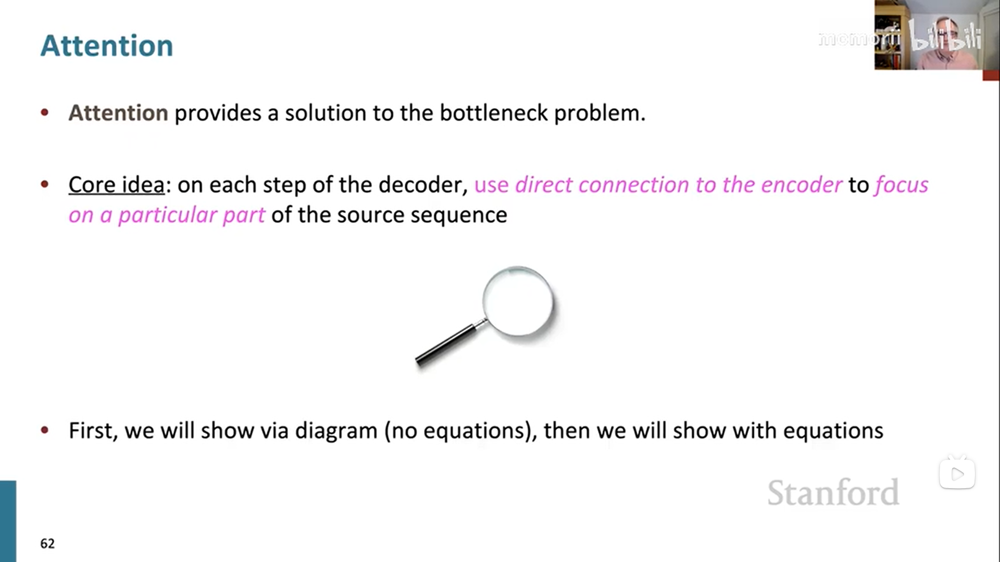 Attention
bilibili
• Attention provides a solution to the bottleneck problem.
• Core idea: on each step of the decoder, use direct connection to the encoder to focus
on a particular part of the source sequence
• First, we will show via diagram (no equations), then we will show with equations
Stanford
62